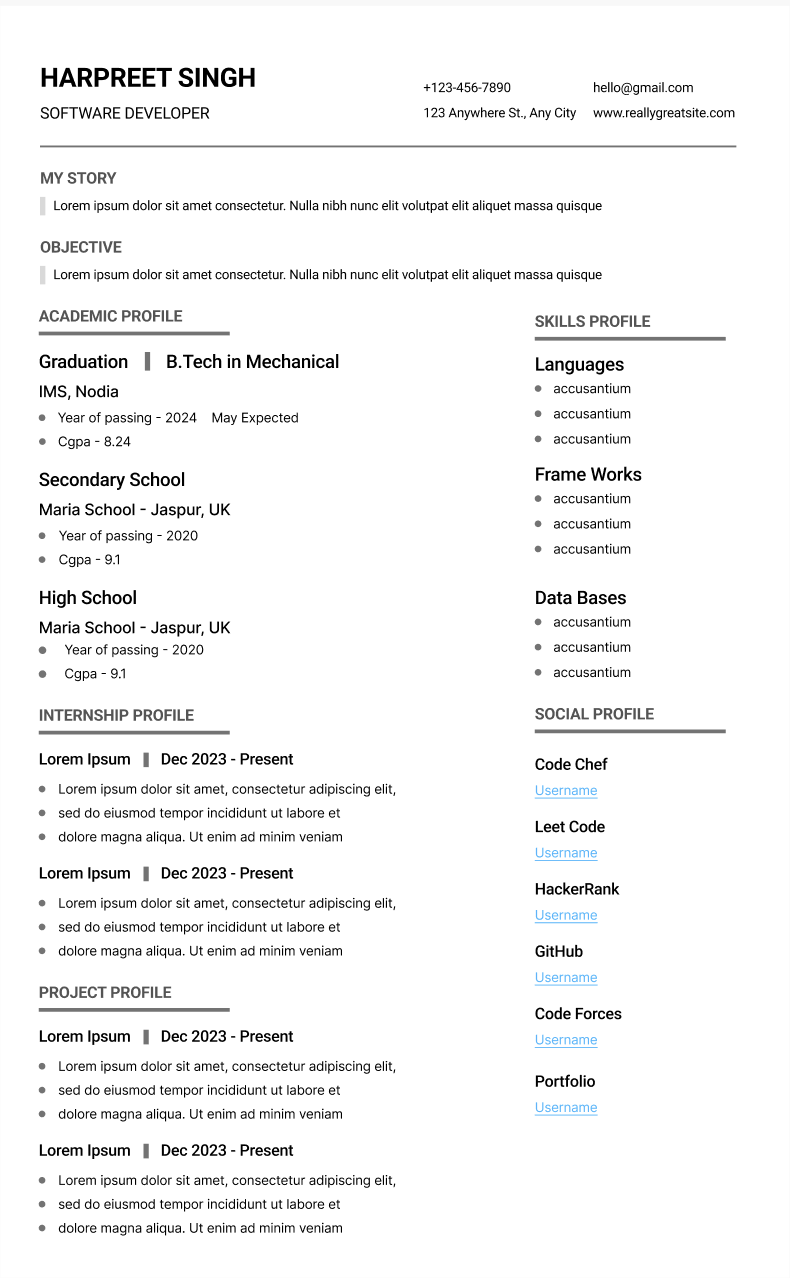 HARPREET SINGH
SOFTWARE DEVELOPER
+123-456-7890
hello@gmail.com
123 Anywhere St., Any City
www.reallygreatsite.com
MY STORY
Lorem ipsum dolor sit amet consectetur. Nulla nibh nunc elit volutpat elit aliquet massa quisque
OBJECTIVE
Lorem ipsum dolor sit amet consectetur. Nulla nibh nunc elit volutpat elit aliquet massa quisque
ACADEMIC PROFILE
Graduation | B.Tech in Mechanical
IMS, Nodia
Year of passing - 2024 May Expected
Cgpa - 8.24
Secondary School
Maria School - Jaspur, UK
Year of passing - 2020
Cgpa - 9.1
High School
Maria School - Jaspur, UK
Year of passing - 2020
Cgpa - 9.1
INTERNSHIP PROFILE
Lorem Ipsum | Dec 2023 - Present
Lorem ipsum dolor sit amet, consectetur adipiscing elit,
sed do eiusmod tempor incididunt ut labore et
dolore magna aliqua. Ut enim ad minim veniam
Lorem Ipsum | Dec 2023 - Present
Lorem ipsum dolor sit amet, consectetur adipiscing elit,
sed do eiusmod tempor incididunt ut labore et
dolore magna aliqua. Ut enim ad minim veniam
PROJECT PROFILE
Lorem Ipsum | Dec 2023 - Present
Lorem ipsum dolor sit amet, consectetur adipiscing elit,
sed do eiusmod tempor incididunt ut labore et
dolore magna aliqua. Ut enim ad minim veniam
Lorem Ipsum | Dec 2023 - Present
Lorem ipsum dolor sit amet, consectetur adipiscing elit,
sed do eiusmod tempor incididunt ut labore et
dolore magna aliqua. Ut enim ad minim veniam
SKILLS PROFILE
Languages
accusantium
accusantium
accusantium
Frame Works
accusantium
accusantium
accusantium
Data Bases
accusantium
accusantium
accusantium
SOCIAL PROFILE
Code Chef
Username
Leet Code
Username
HackerRank
Username
GitHub
Username
Code Forces
Username
Portfolio
Username